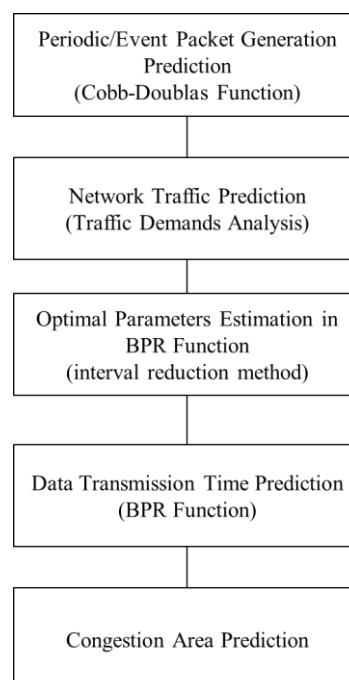 Periodic/Event Packet Generation
Prediction
(Cobb-Doublas Function)
Network Traffic Prediction
(Traffic Demands Analysis)
Optimal Parameters Estimation in
BPR Function
(interval reduction method)
Data Transmission Time Prediction
(BPR Function)
Congestion Area Prediction